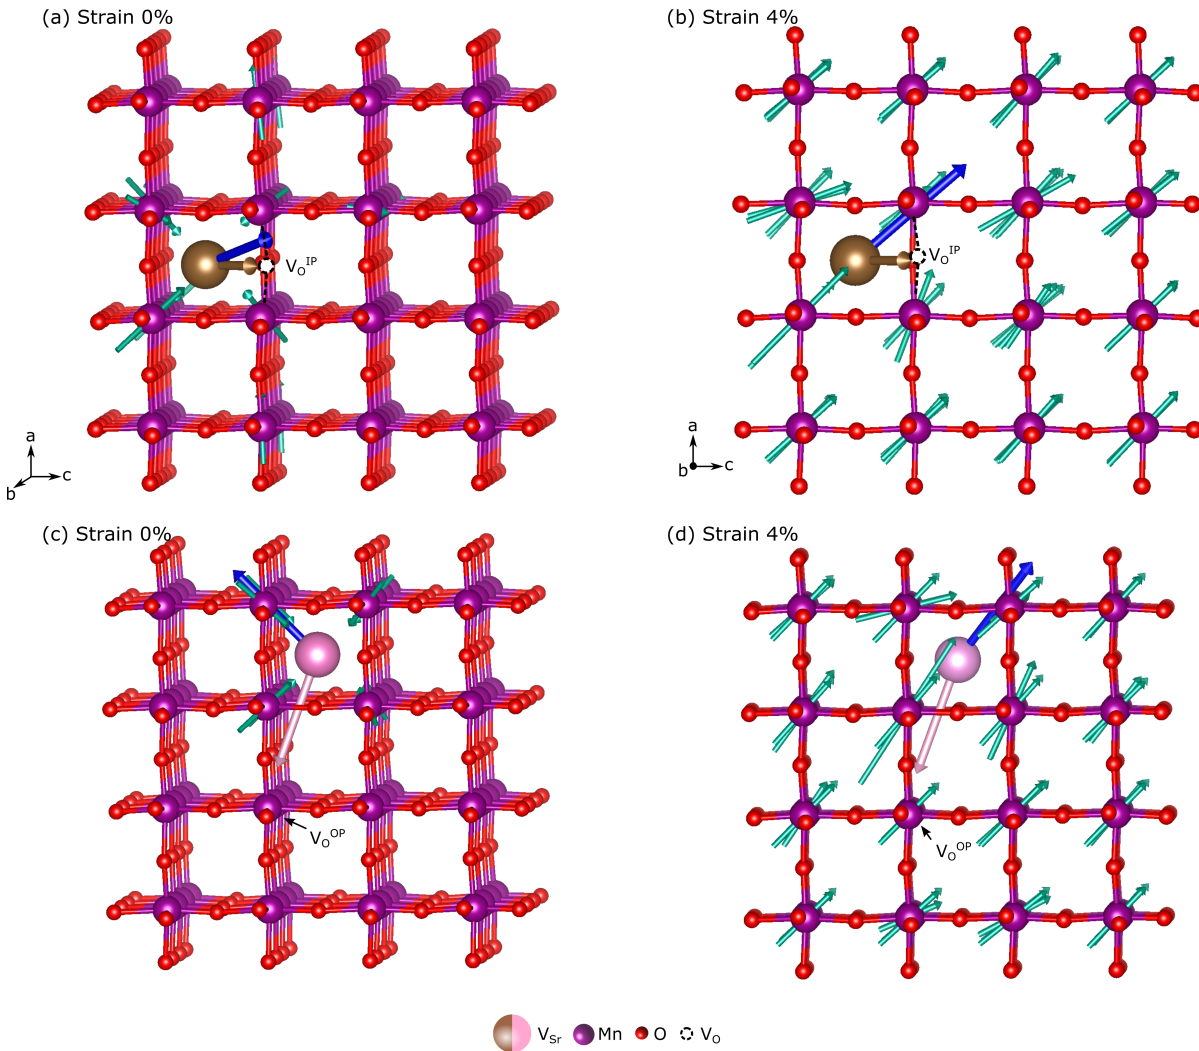 (a) Strain 0%
(b) Strain 4%
V_O^IP
V_O^IP
a
b
c
a
b
c
(c) Strain 0%
(d) Strain 4%
V_O^OP
V_O^OP
V_Sr Mn O V_O